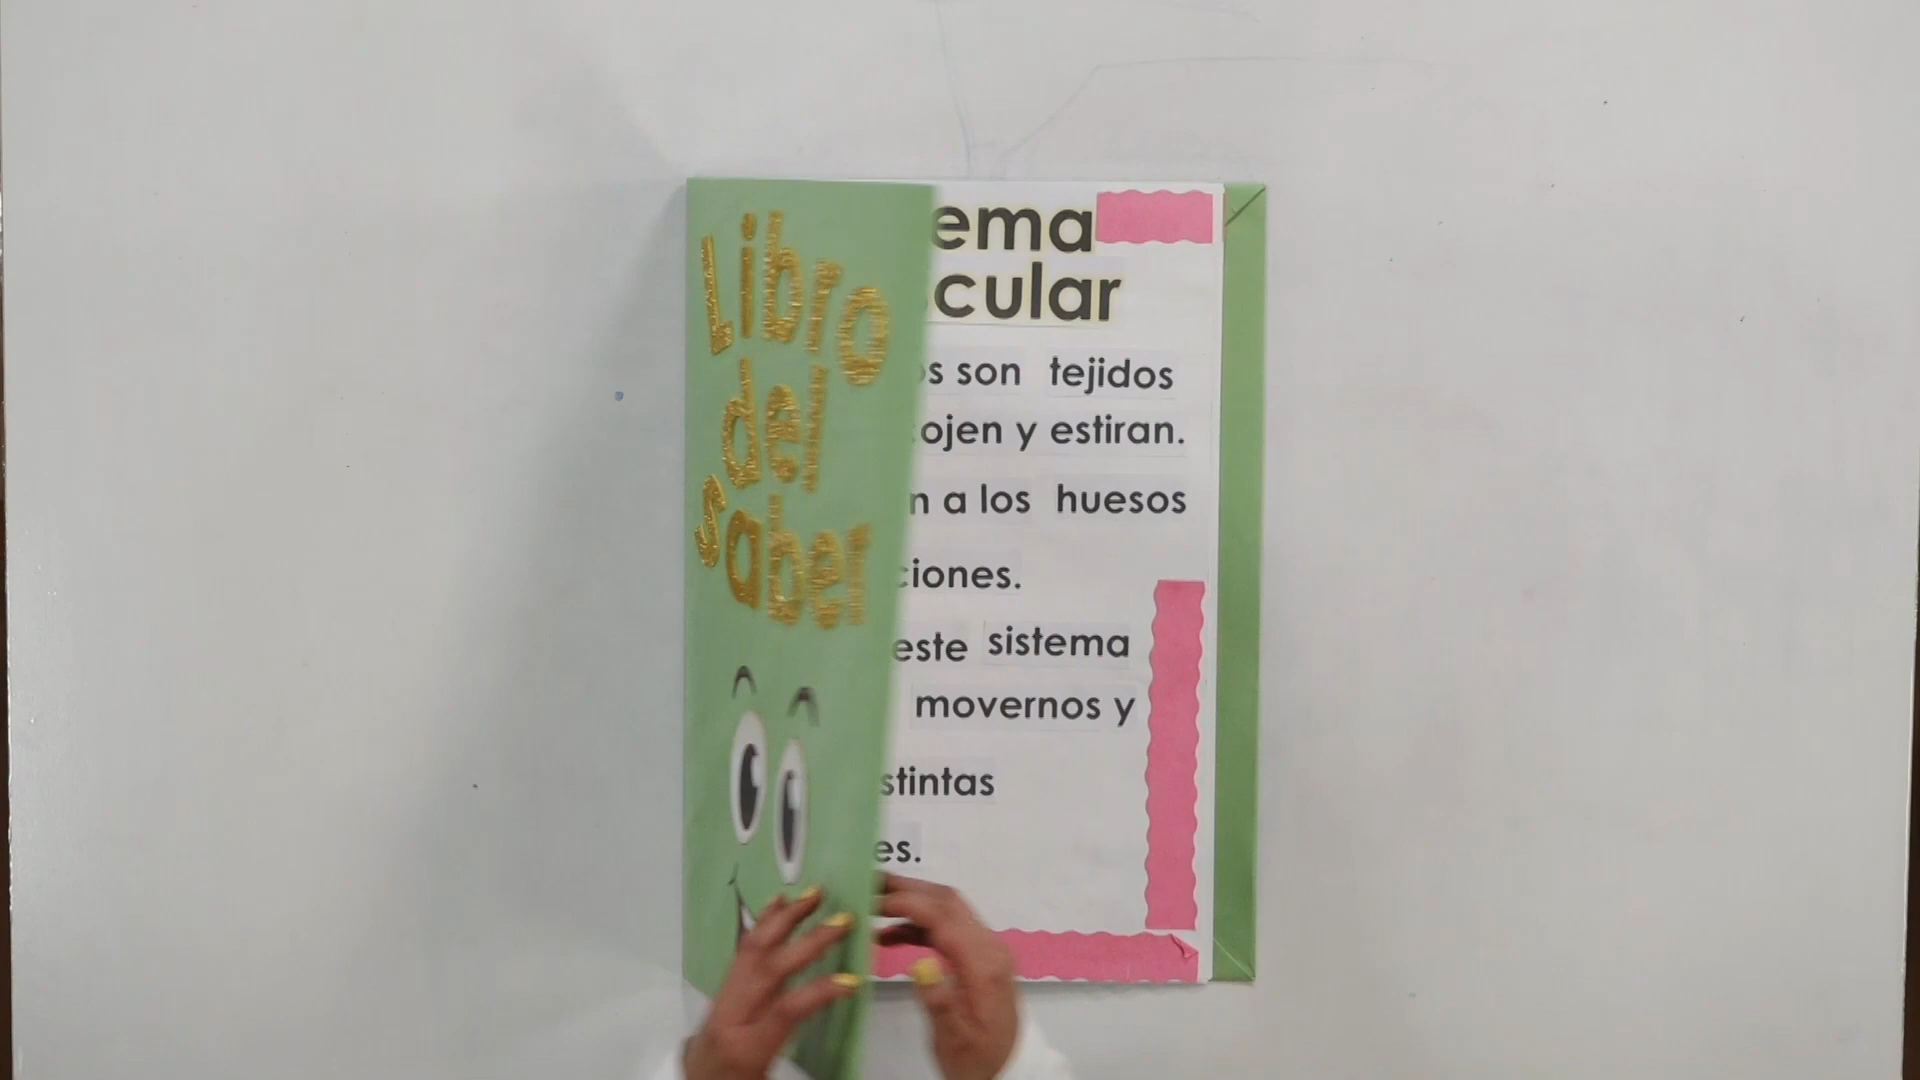 Libro
del
saber
ema
cular
s son tejidos
ojen y estiran.
n a los huesos
ciones.
este sistema
movernos y
stintas
es.